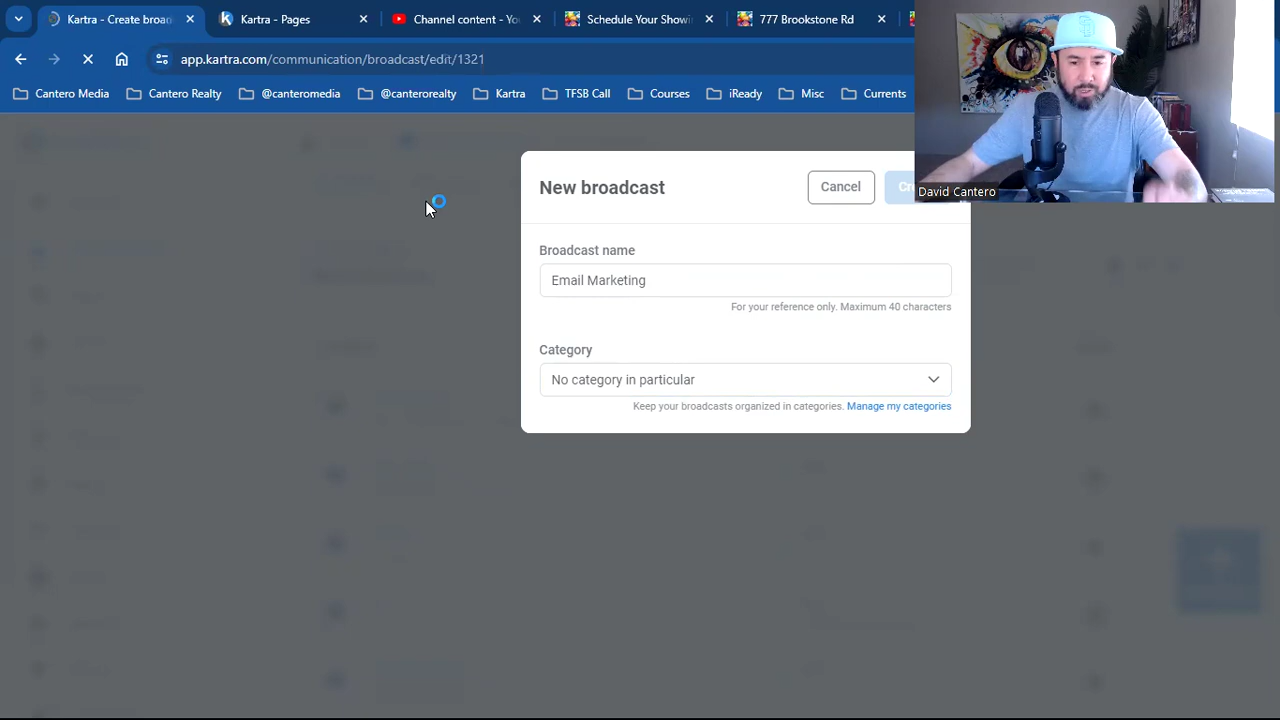 Kartra - Create broadc
Kartra - Pages
Channel content - Yo
Schedule Your Showi
777 Brookstone Rd
app.kartra.com/communication/broadcast/edit/1321
Cantero Media
Cantero Realty
@canteromedia
@canterorealty
Kartra
TFSB Call
Courses
iReady
Misc
Currents
New broadcast
Cancel
David Cantero
Broadcast name
Email Marketing
For your reference only. Maximum 40 characters
Category
No category in particular
Keep your broadcasts organized in categories. Manage my categories